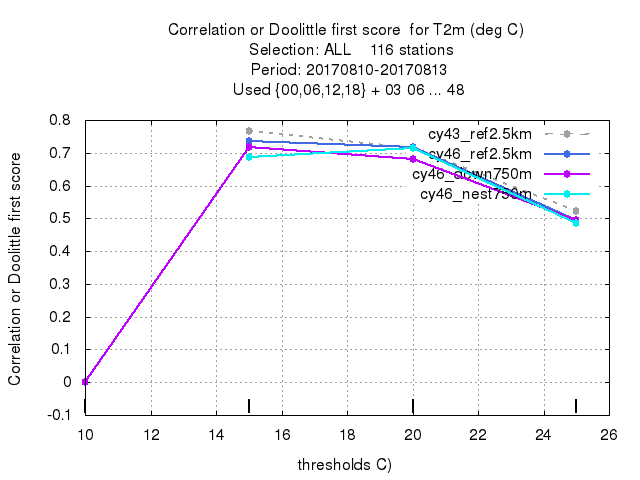 Correlation or Doolittle first score  for T2m (deg C)
Selection: ALL    116 stations
Period: 20170810-20170813
Used {00,06,12,18} + 03 06 ... 48
cy43_ref2.5km
cy46_ref2.5km
cy46_down750m
cy46_nest750m
Correlation or Doolittle first score
0.8
0.7
0.6
0.5
0.4
0.3
0.2
0.1
0
-0.1
10 12 14 16 18 20 22 24 26
thresholds C)